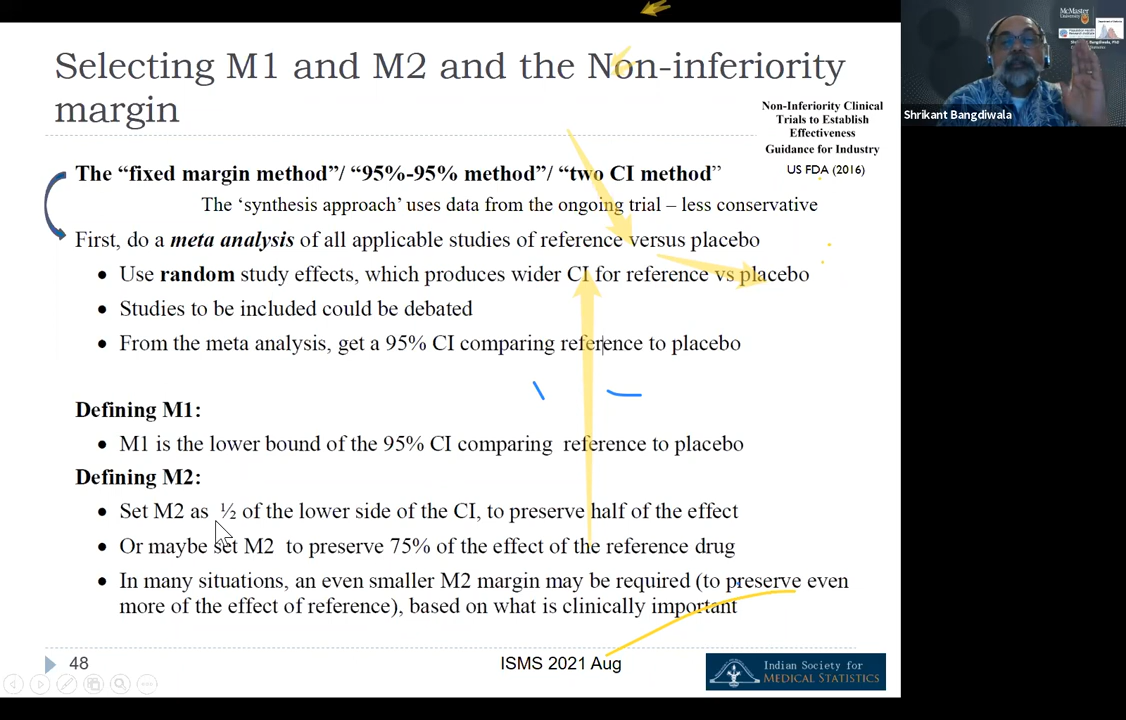 Selecting M1 and M2 and the Non-inferiority
margin
Non-Inferiority Clinical
Trials to Establish
Effectiveness
Guidance for Industry
US FDA (2016)
The “fixed margin method”/ “95%-95% method”/ “two CI method”
The ‘synthesis approach’ uses data from the ongoing trial – less conservative
First, do a meta analysis of all applicable studies of reference versus placebo
• Use random study effects, which produces wider CI for reference vs placebo
• Studies to be included could be debated
• From the meta analysis, get a 95% CI comparing reference to placebo
Defining M1:
• M1 is the lower bound of the 95% CI comparing reference to placebo
Defining M2:
• Set M2 as ½ of the lower side of the CI, to preserve half of the effect
• Or maybe set M2 to preserve 75% of the effect of the reference drug
• In many situations, an even smaller M2 margin may be required (to preserve even
more of the effect of reference), based on what is clinically important
48
ISMS 2021 Aug
Indian Society for
MEDICAL STATISTICS
McMaster
University
Shrikant Bangdiwala